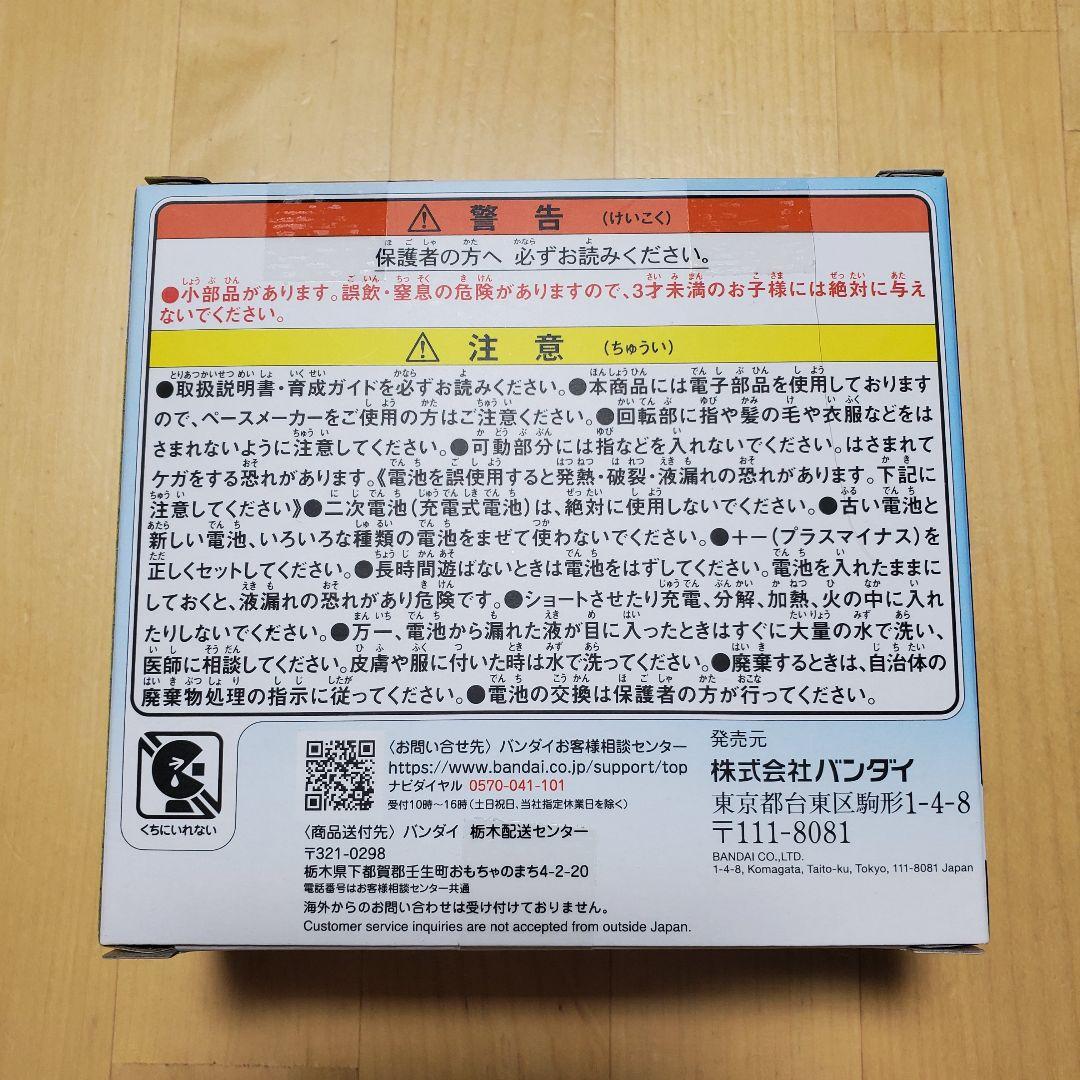 ⚠ 警告 (けいこく)
保護者の方へ 必ずお読みください。
●小部品があります。誤飲・窒息の危険がありますので、3才未満のお子様には絶対に与え
ないでください。
⚠ 注意 (ちゅうい)
●取扱説明書・育成ガイドを必ずお読みください。●本商品には電子部品を使用しております
ので、ペースメーカーをご使用の方はご注意ください。●回転部に指や髪の毛や衣服などをは
さまれないように注意してください。●可動部分には指などを入れないでください。はさまれて
ケガをする恐れがあります。《電池を誤使用すると発熱・破裂・液漏れの恐れがあります。下記に
注意してください》●二次電池(充電式電池)は、絶対に使用しないでください。●古い電池と
新しい電池、いろいろな種類の電池をまぜて使わないでください。●+-(プラスマイナス)を
正しくセットしてください。●長時間遊ばないときは電池をはずしてください。電池を入れたままに
しておくと、液漏れの恐れがあり危険です。●ショートさせたり充電、分解、加熱、火の中に入れ
たりしないでください。●万一、電池から漏れた液が目に入ったときはすぐに大量の水で洗い、
医師に相談してください。皮膚や服に付いた時は水で洗ってください。●廃棄するときは、自治体の
廃棄物処理の指示に従ってください。●電池の交換は保護者の方が行ってください。
くちにいれない
〈お問い合せ先〉バンダイお客様相談センター
https://www.bandai.co.jp/support/top
ナビダイヤル 0570-041-101
受付10時〜16時(土日祝日、当社指定休業日を除く)
〈商品送付先〉バンダイ 栃木配送センター
〒321-0298
栃木県下都賀郡壬生町おもちゃのまち4-2-20
電話番号はお客様相談センター共通
海外からのお問い合わせは受け付けておりません。
Customer service inquiries are not accepted from outside Japan.
発売元
株式会社バンダイ
東京都台東区駒形1-4-8
〒111-8081
BANDAI CO.,LTD.
1-4-8, Komagata, Taito-ku, Tokyo, 111-8081 Japan